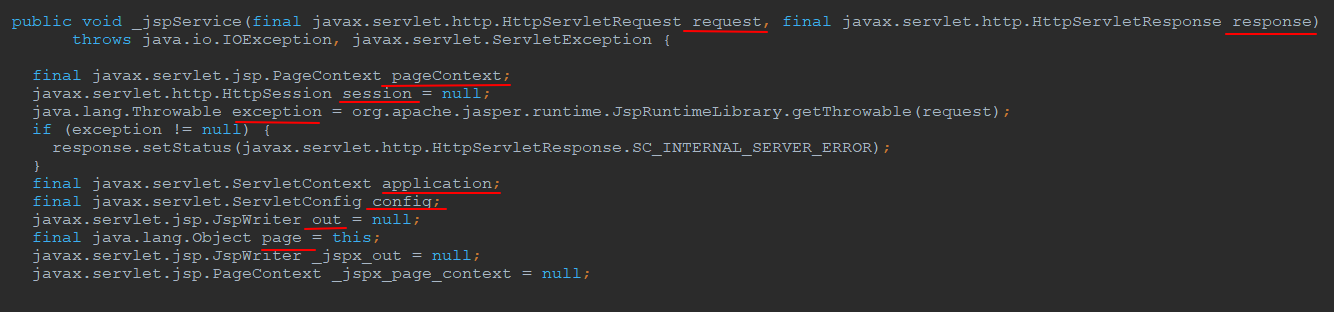 public void _jspService(final javax.servlet.http.HttpServletRequest request, final javax.servlet.http.HttpServletResponse response)
throws java.io.IOException, javax.servlet.ServletException {
final javax.servlet.jsp.PageContext pageContext;
javax.servlet.http.HttpSession session = null;
java.lang.Throwable exception = org.apache.jasper.runtime.JspRuntimeLibrary.getThrowable(request);
if (exception != null) {
response.setStatus(javax.servlet.http.HttpServletResponse.SC_INTERNAL_SERVER_ERROR);
}
final javax.servlet.ServletContext application;
final javax.servlet.ServletConfig config;
javax.servlet.jsp.JspWriter out = null;
final java.lang.Object page = this;
javax.servlet.jsp.JspWriter _jspx_out = null;
javax.servlet.jsp.PageContext _jspx_page_context = null;